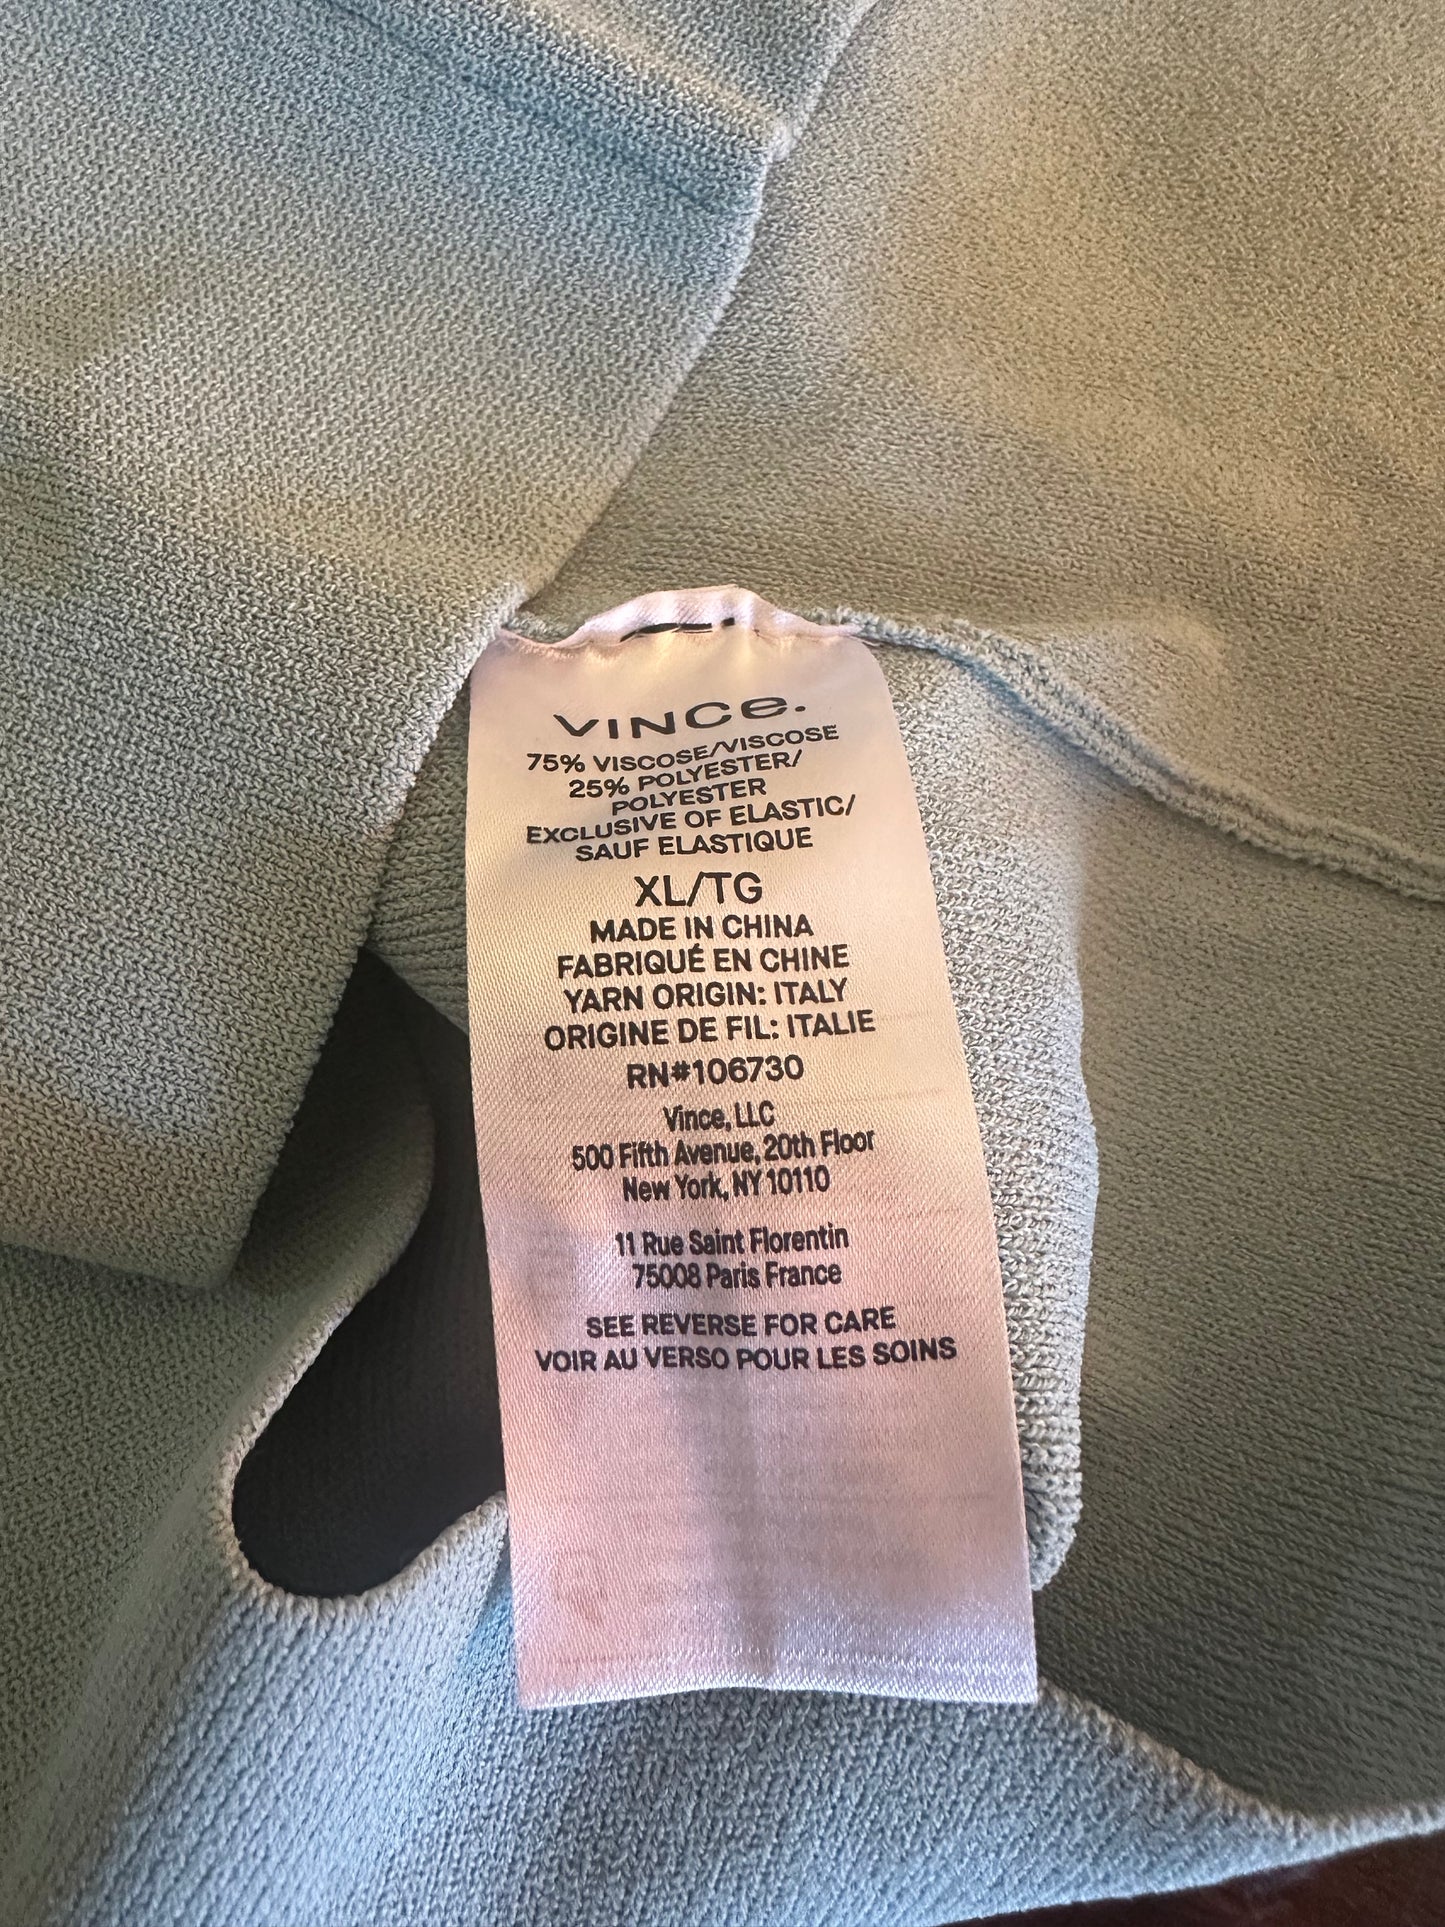 VINCE.
75% VISCOSE/VISCOSE
25% POLYESTER/
POLYESTER
EXCLUSIVE OF ELASTIC/
SAUF ELASTIQUE
XL/TG
MADE IN CHINA
FABRIQUÉ EN CHINE
YARN ORIGIN: ITALY
ORIGINE DE FIL: ITALIE
RN#106730
Vince, LLC
500 Fifth Avenue, 20th Floor
New York, NY 10110
11 Rue Saint Florentin
75008 Paris France
SEE REVERSE FOR CARE
VOIR AU VERSO POUR LES SOINS